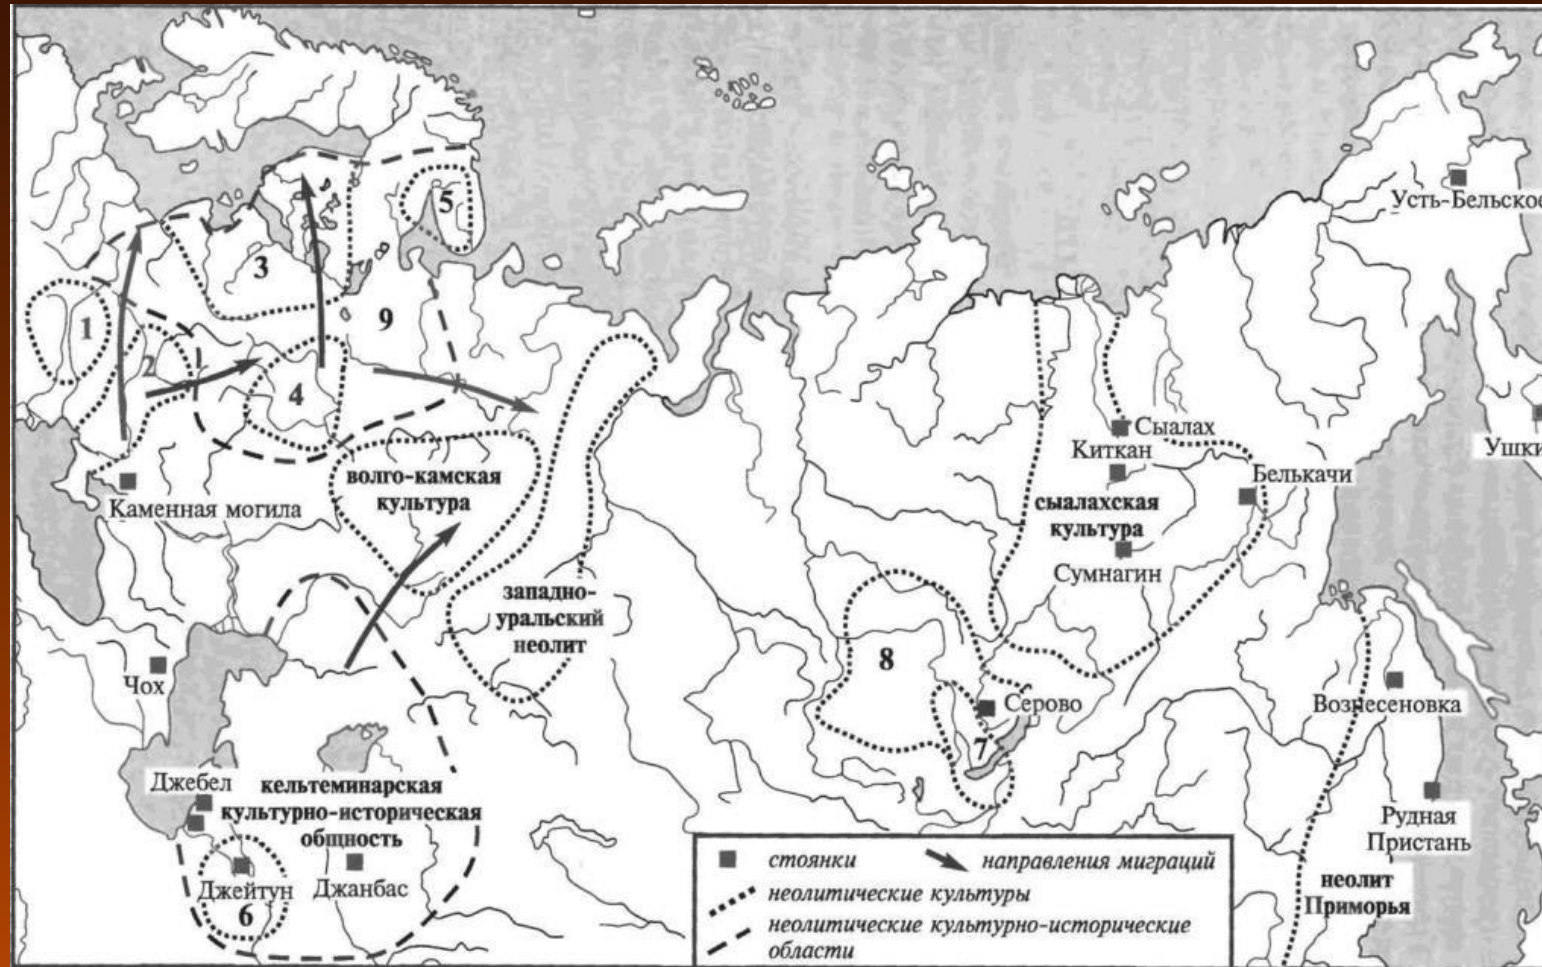 Усть-Бельское
5
3
1
9
2
4
Сыалах
Киткан
Ушки
Белькачи
волго-камская
культура
Каменная могила
сыалахская
культура
Сумнагин
западно-
уральский
неолит
8
Чох
Серово
Вознесеновка
7
Джебел
кельтеминарская
культурно-историческая
общность
Рудная
Пристань
Джейтун
Джанбас
6
неолит
Приморья
стоянки
направления миграций
неолитические культуры
неолитические культурно-исторические
области